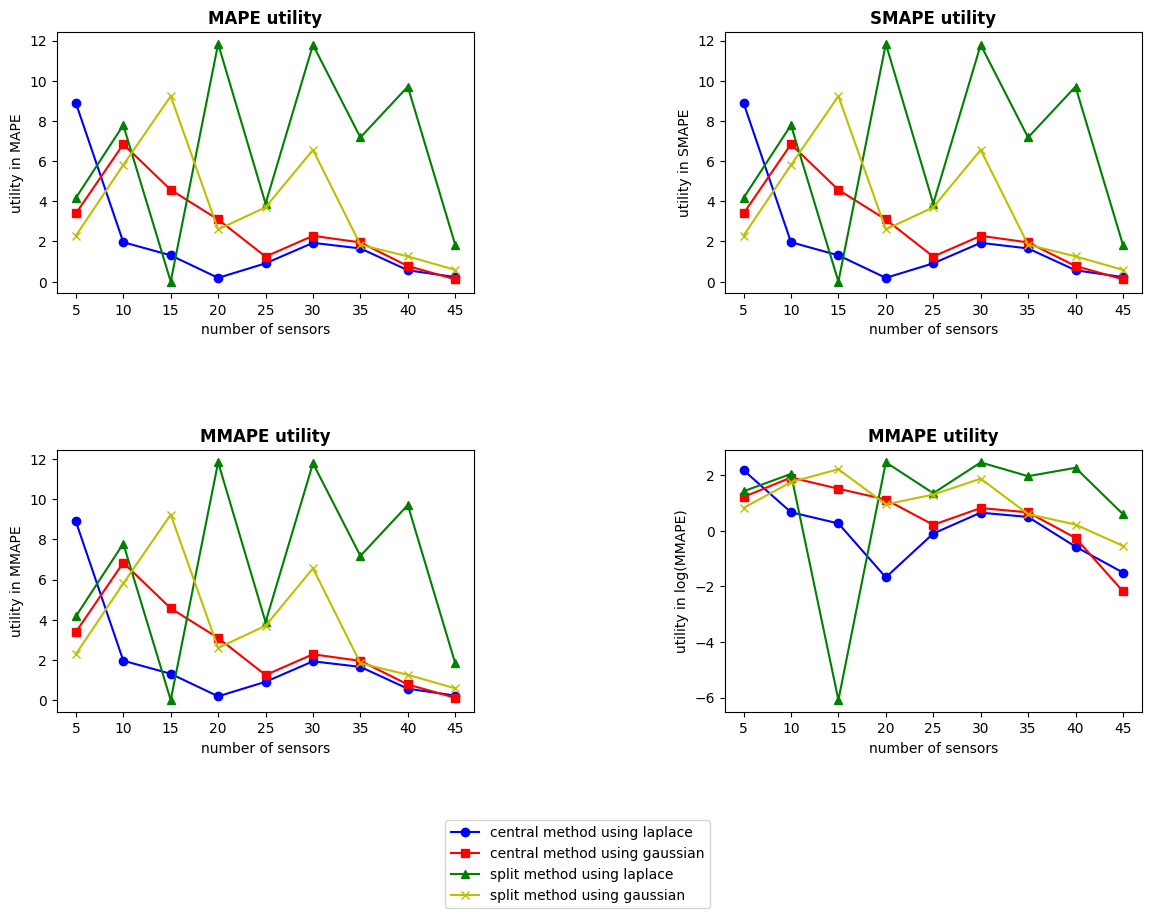 MAPE utility
utility in MAPE
12
10
8
6
4
2
0
5 10 15 20 25 30 35 40 45
number of sensors
SMAPE utility
utility in SMAPE
12
10
8
6
4
2
0
5 10 15 20 25 30 35 40 45
number of sensors
MMAPE utility
utility in MMAPE
12
10
8
6
4
2
0
5 10 15 20 25 30 35 40 45
number of sensors
MMAPE utility
utility in log(MMAPE)
2
0
−2
−4
−6
5 10 15 20 25 30 35 40 45
number of sensors
central method using laplace
central method using gaussian
split method using laplace
split method using gaussian